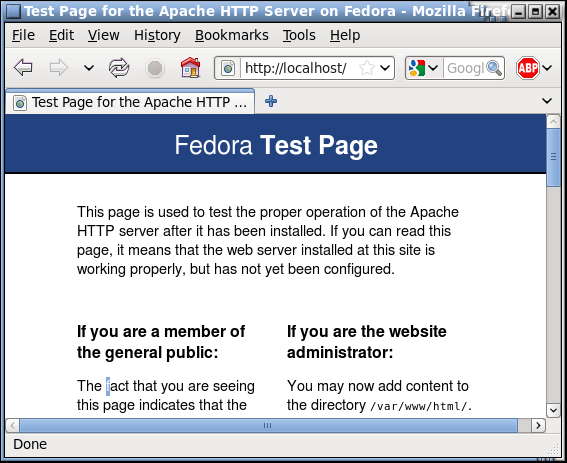 Test Page for the Apache HTTP Server on Fedora - Mozilla Firef
File Edit View History Bookmarks Tools Help
http://localhost/ Googl ABP
Test Page for the Apache HTTP ...
Fedora Test Page
This page is used to test the proper operation of the Apache
HTTP server after it has been installed. If you can read this
page, it means that the web server installed at this site is
working properly, but has not yet been configured.
If you are a member of
the general public:
The fact that you are seeing
this page indicates that the
If you are the website
administrator:
You may now add content to
the directory /var/www/html/.
Done